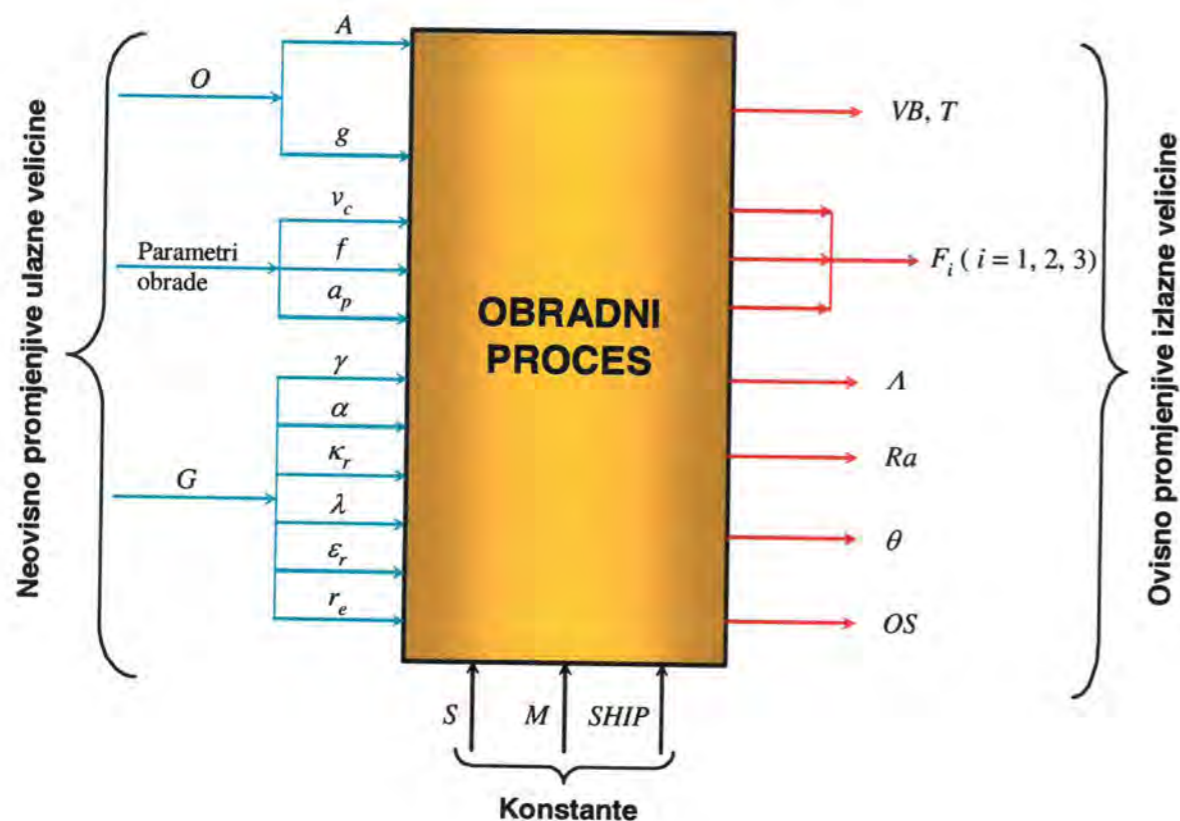 Neovisno promjenjive ulazne velicine
O
A
g
Parametri
obrade
v_c
f
a_p
G
γ
α
κ_r
λ
ε_r
r_e
OBRADNI
PROCES
VB, T
F_i ( i = 1, 2, 3)
Λ
Ra
θ
OS
Ovisno promjenjive izlazne velicine
S
M
SHIP
Konstante